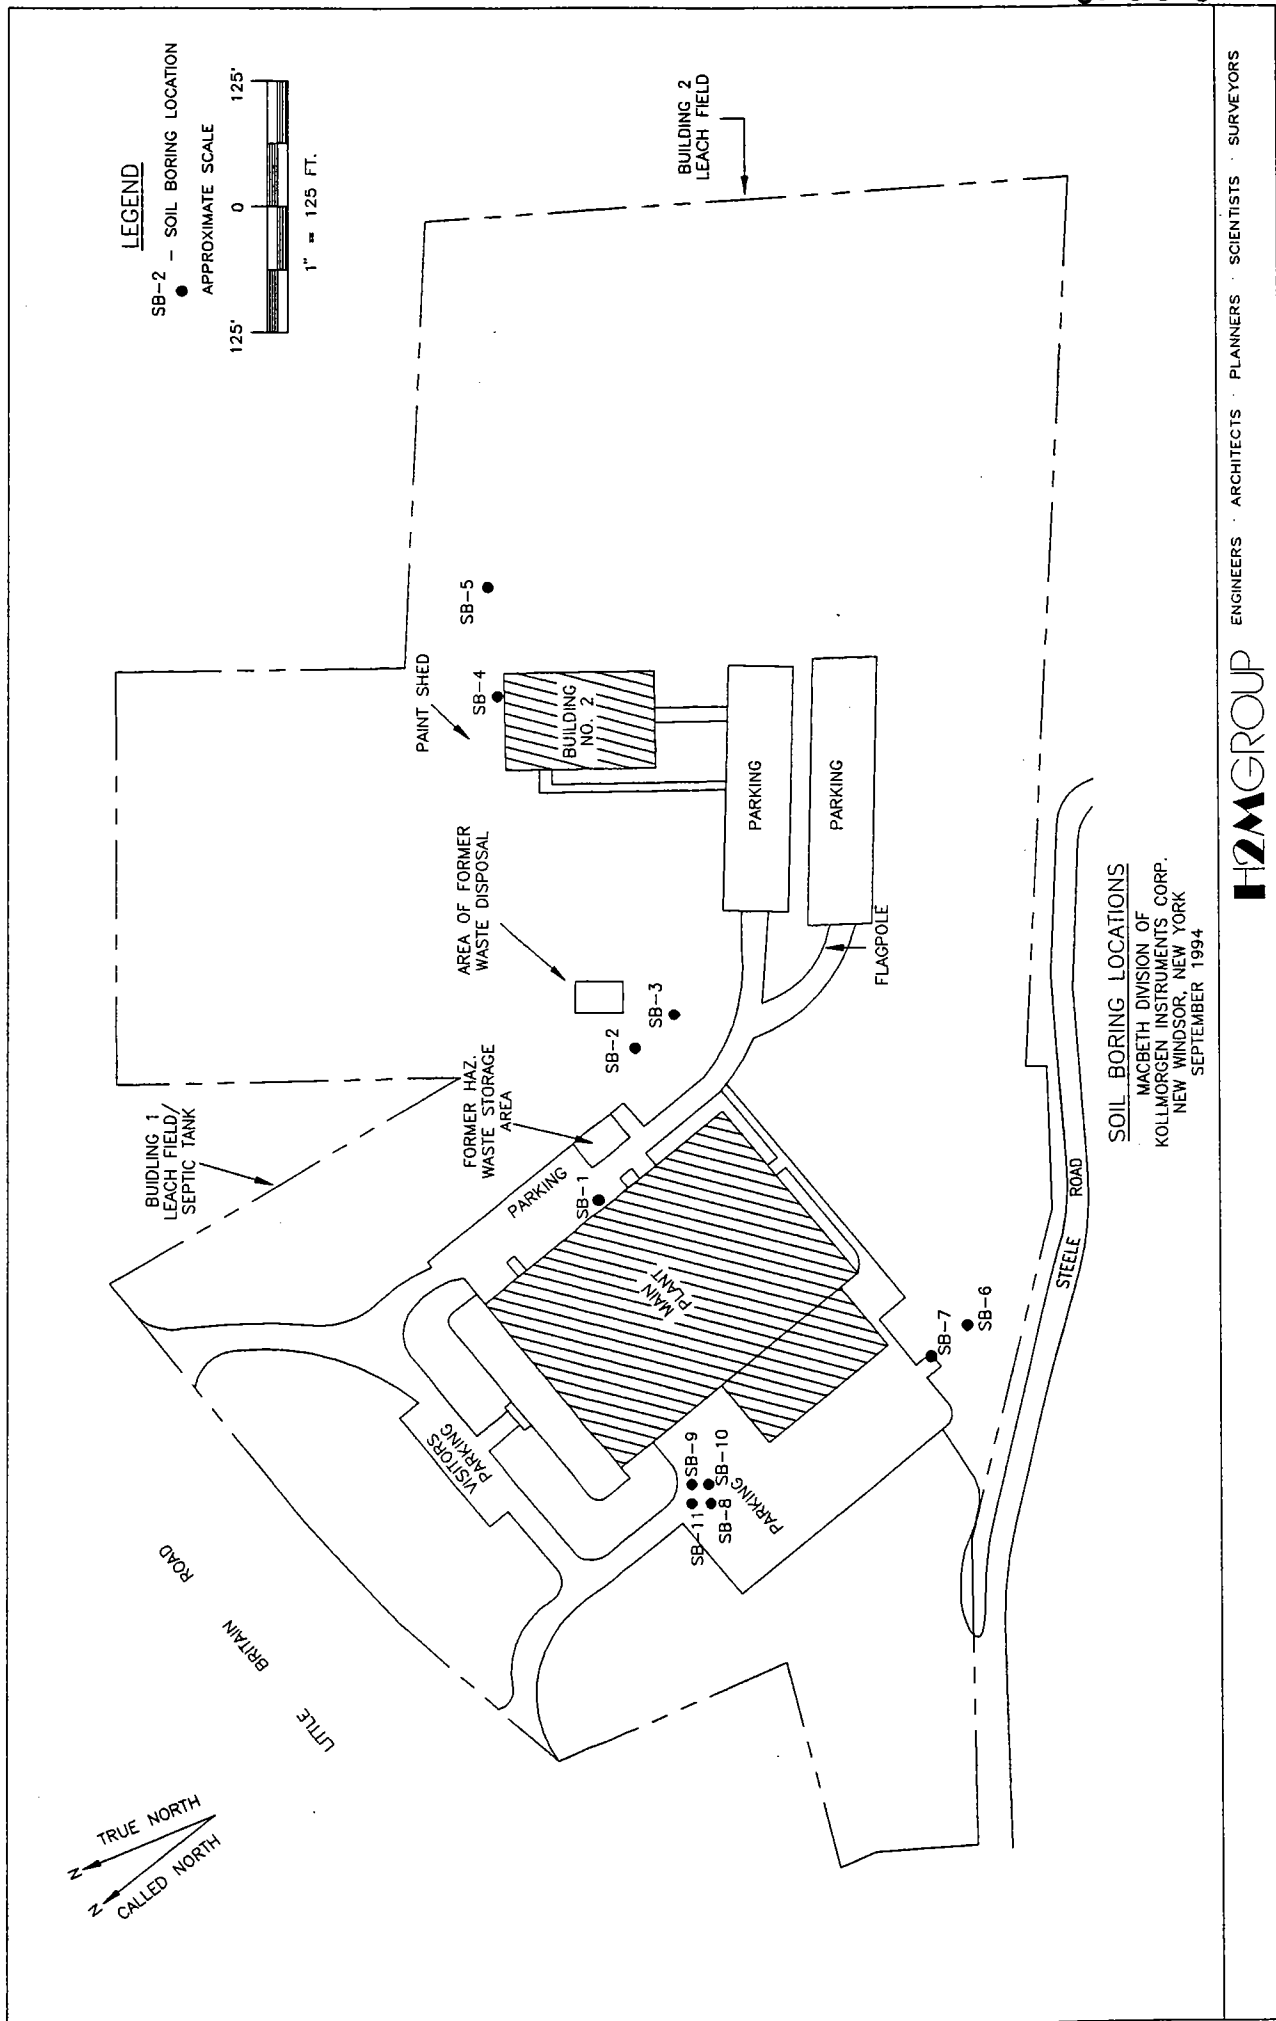 LEGEND
SB-2 – SOIL BORING LOCATION
APPROXIMATE SCALE
125' 0 125'
1" = 125 FT.
N
TRUE NORTH
N
CALLED NORTH
LITTLE BRITAIN ROAD
BUIDLING 1
LEACH FIELD/
SEPTIC TANK
FORMER HAZ.
WASTE STORAGE
AREA
AREA OF FORMER
WASTE DISPOSAL
PAINT SHED
SB-4
SB-5
BUILDING 2
LEACH FIELD
VISITORS
PARKING
PARKING
SB-1
SB-2
SB-3
BUILDING
NO. 2
MAIN
PLANT
SB-11
SB-9
SB-8
SB-10
PARKING
PARKING
PARKING
FLAGPOLE
SB-7
SB-6
STEELE ROAD
SOIL BORING LOCATIONS
MACBETH DIVISION OF
KOLLMORGEN INSTRUMENTS CORP.
NEW WINDSOR, NEW YORK
SEPTEMBER 1994
H2MGROUP ENGINEERS · ARCHITECTS · PLANNERS · SCIENTISTS · SURVEYORS